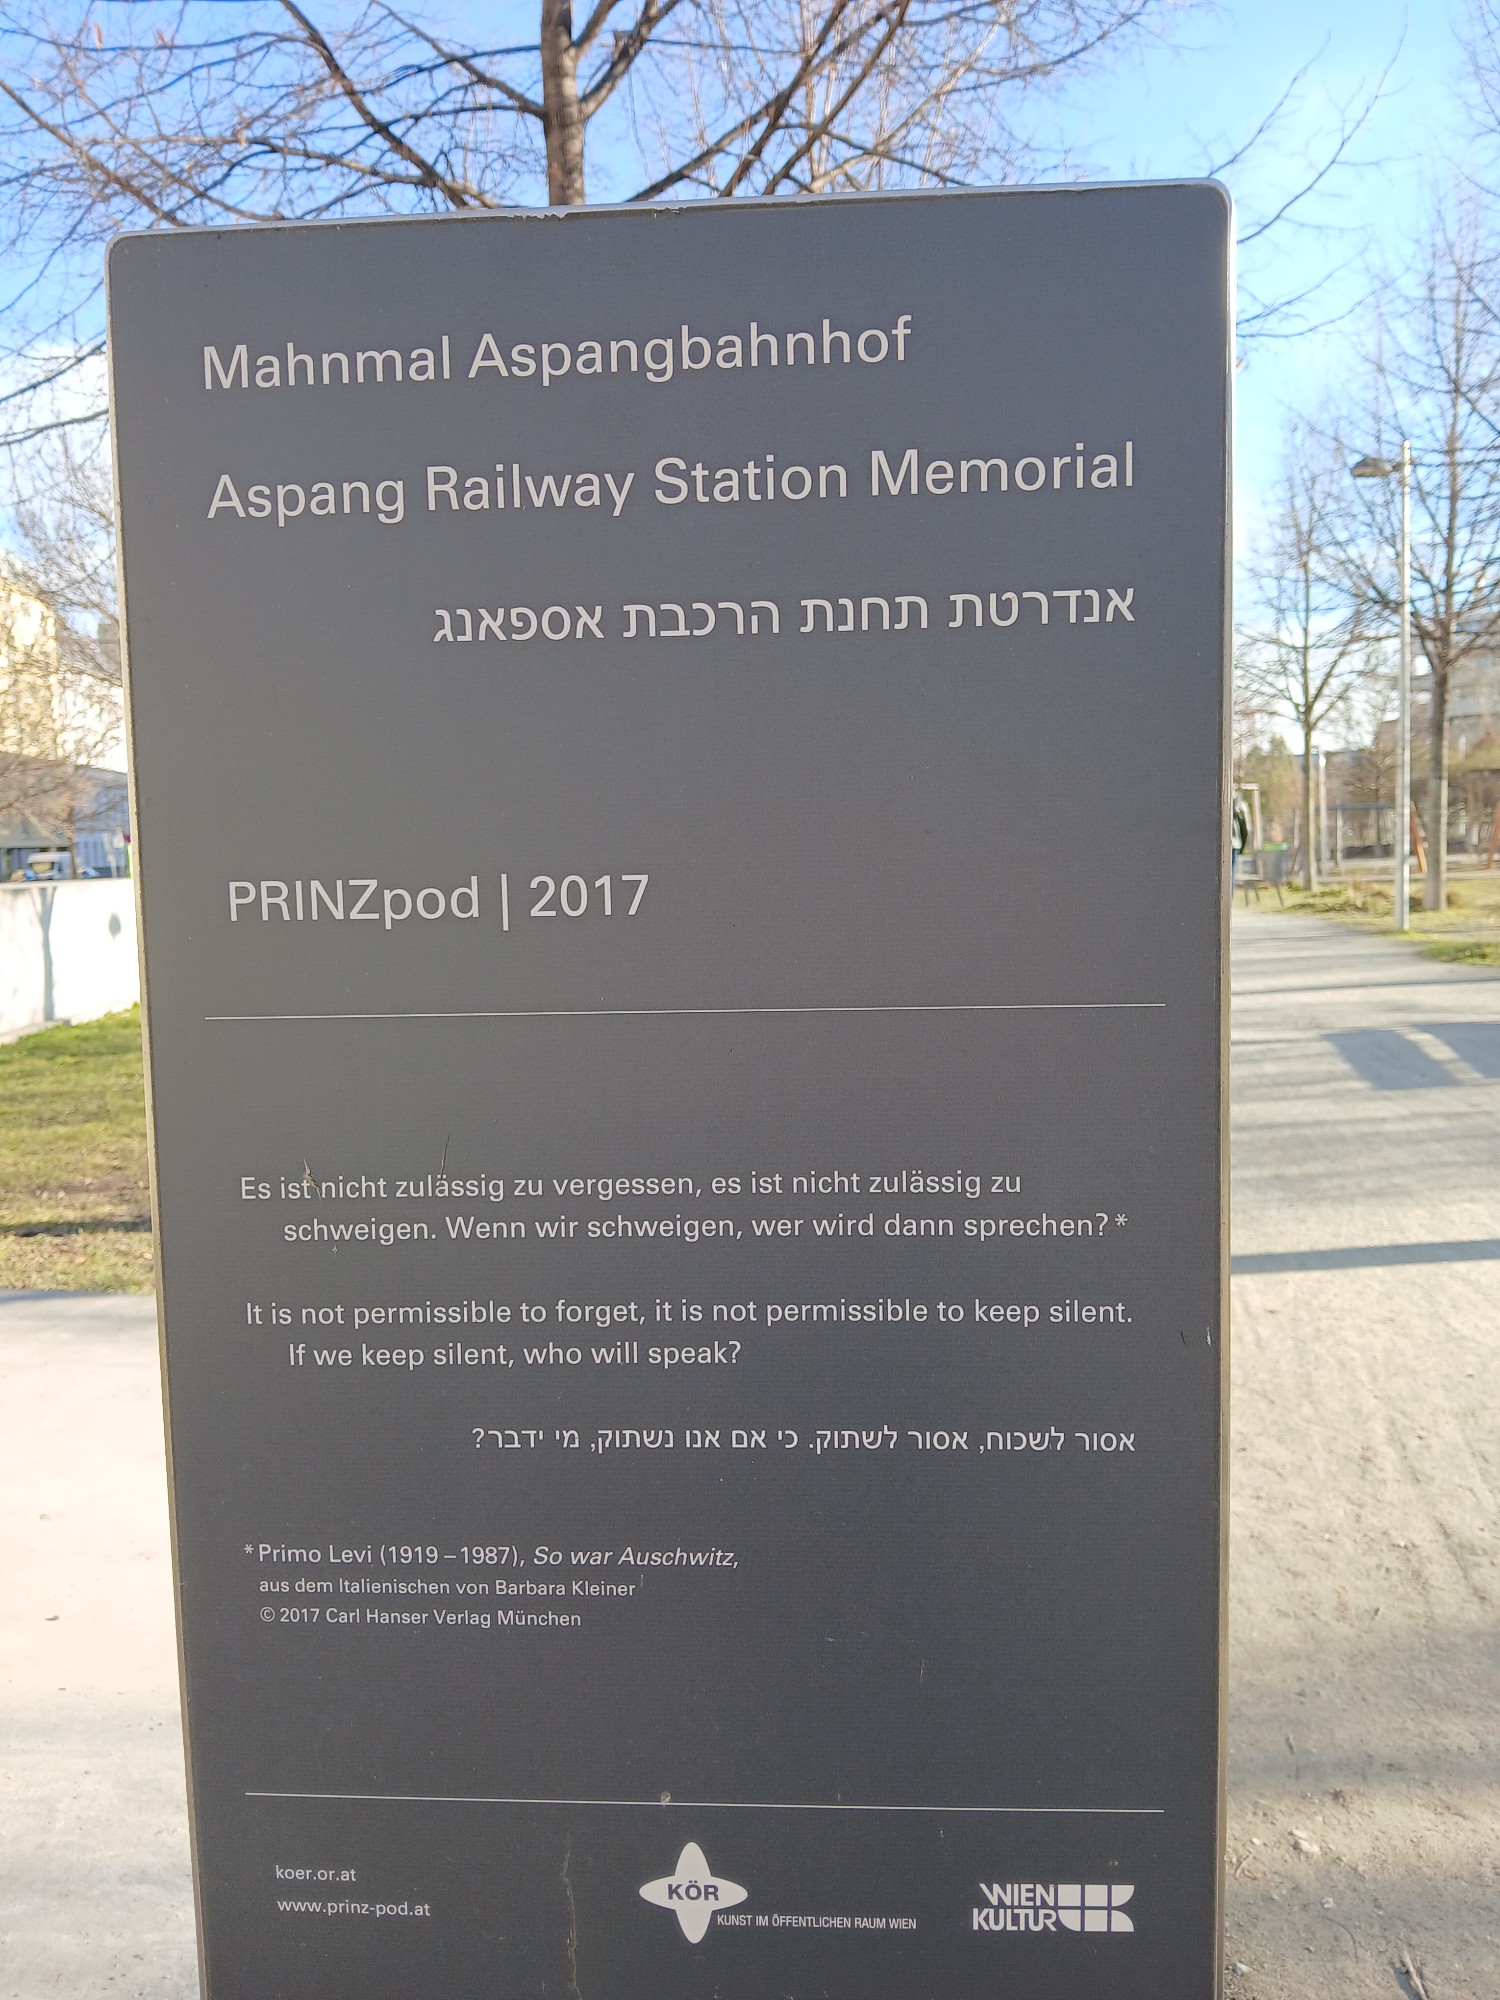 Mahnmal Aspangbahnhof
Aspang Railway Station Memorial
אנדרטת תחנת הרכבת אספאנג
PRINZpod | 2017
Es ist nicht zulässig zu vergessen, es ist nicht zulässig zu
schweigen. Wenn wir schweigen, wer wird dann sprechen?*
It is not permissible to forget, it is not permissible to keep silent.
If we keep silent, who will speak?
אסור לשכוח, אסור לשתוק. כי אם אנו נשתוק, מי ידבר?
*Primo Levi (1919–1987), So war Auschwitz,
aus dem Italienischen von Barbara Kleiner
© 2017 Carl Hanser Verlag München
koer.or.at
www.prinz-pod.at
KÖR
KUNST IM ÖFFENTLICHEN RAUM WIEN
WIEN
KULTUR